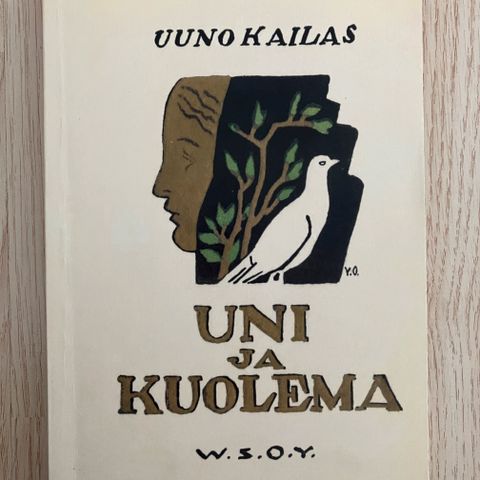 UUNO KAILAS
Y.O.
UNI
JA
KUOLEMA
W.S.O.Y.